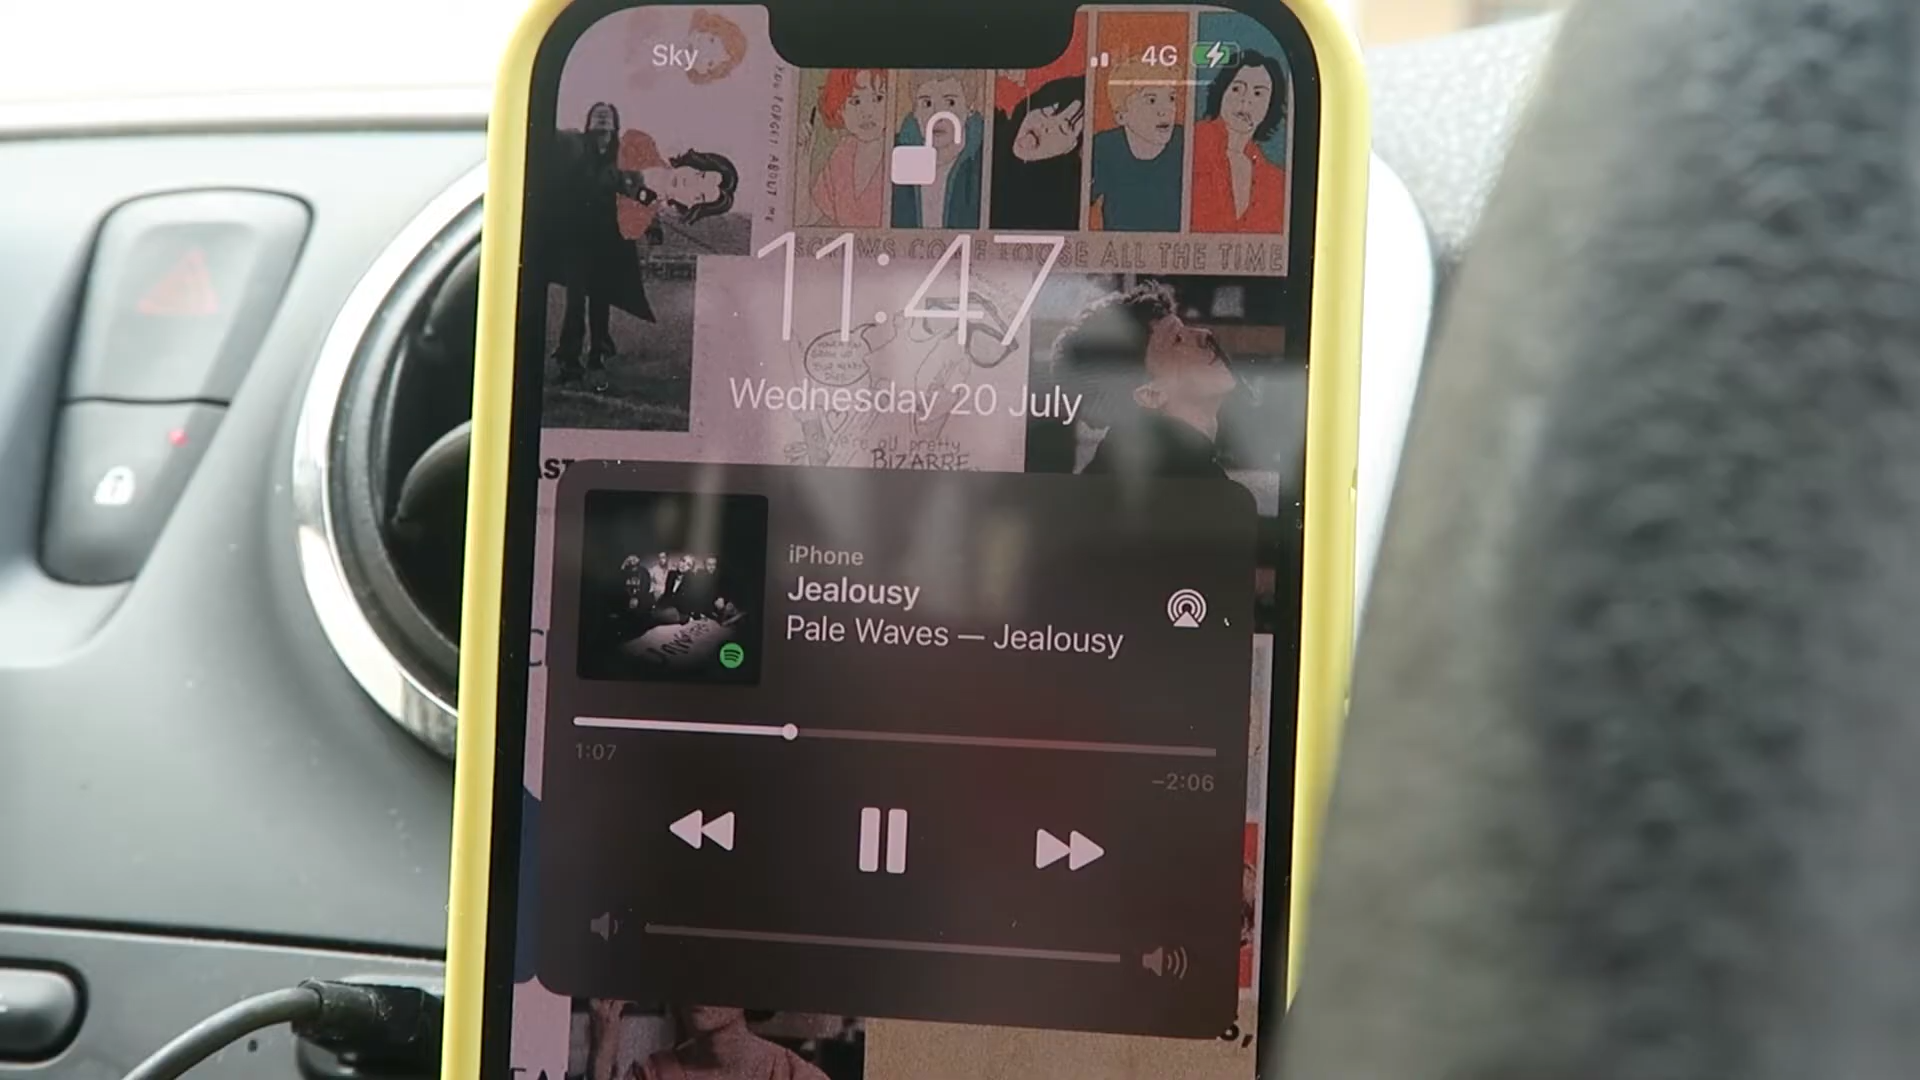 Sky
4G
YOU FORGET ABOUT ME
SCREWS COME LOOSE ALL THE TIME
11:47
Wednesday 20 July
We're all pretty
BIZARRE
iPhone
Jealousy
Pale Waves — Jealousy
1:07
−2:06